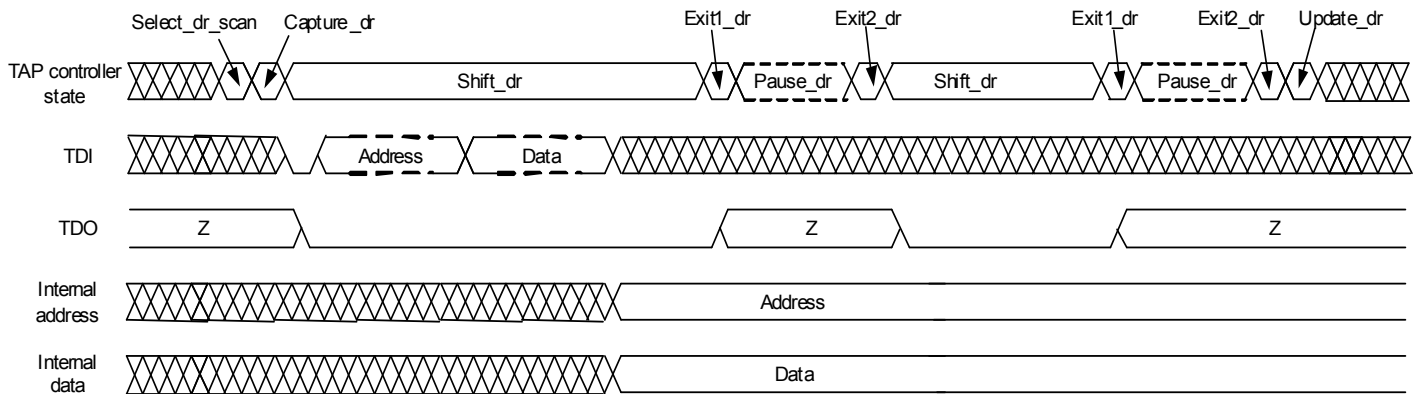 Select_dr_scan Capture_dr Exit1_dr Exit2_dr Exit1_dr Exit2_dr Update_dr
TAP controller
state
Shift_dr Pause_dr Shift_dr Pause_dr
TDI Address Data
TDO Z Z Z
Internal
address
Address
Internal
data
Data